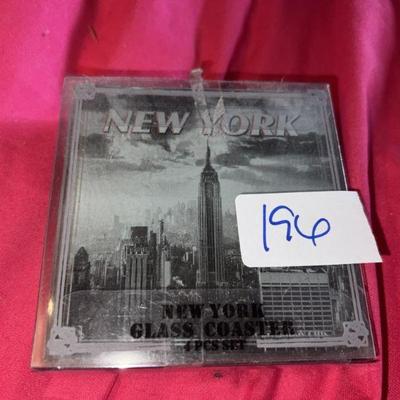 NEW YORK
196
NEW YORK
GLASS COASTER
4 PCS SET